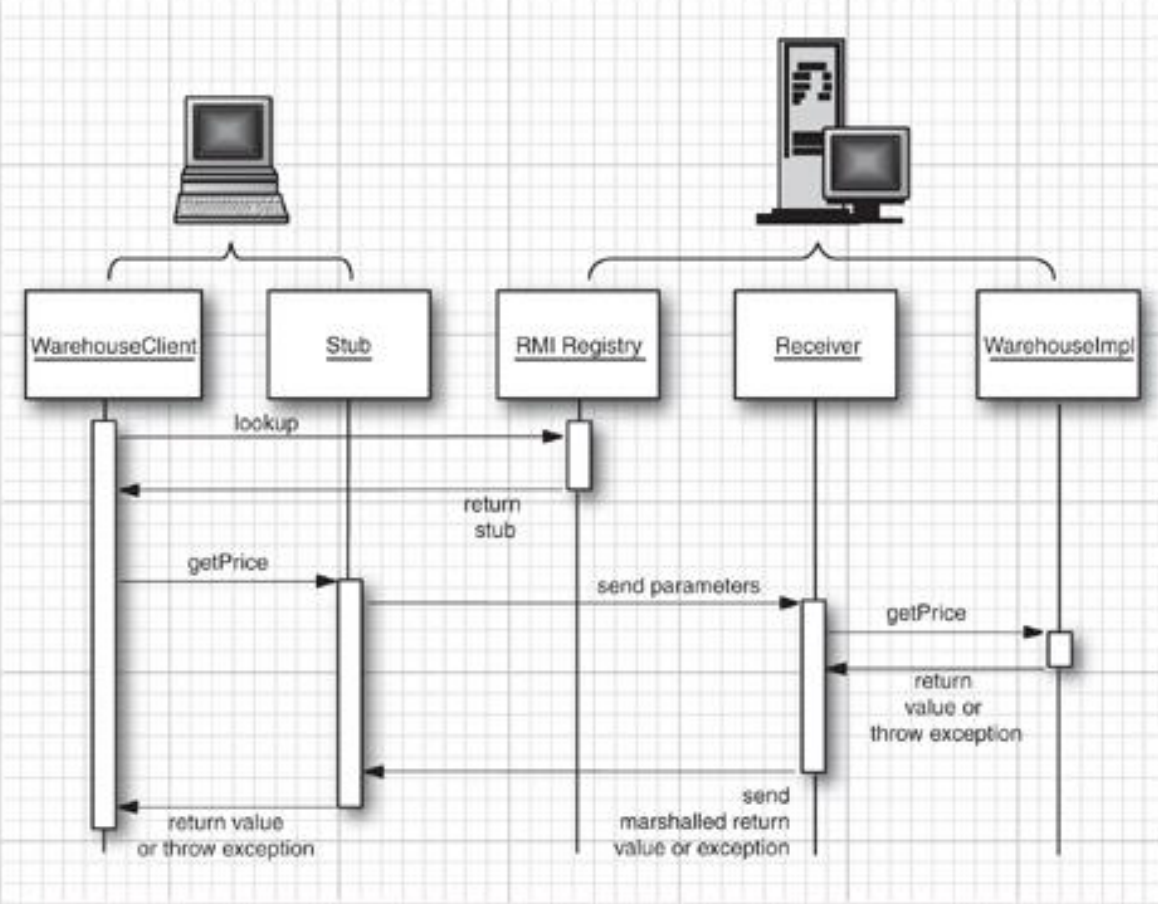 WarehouseClient
Stub
RMI Registry
Receiver
WarehouseImpl
lookup
return
stub
getPrice
send parameters
getPrice
return
value or
throw exception
send
marshalled return
value or exception
return value
or throw exception